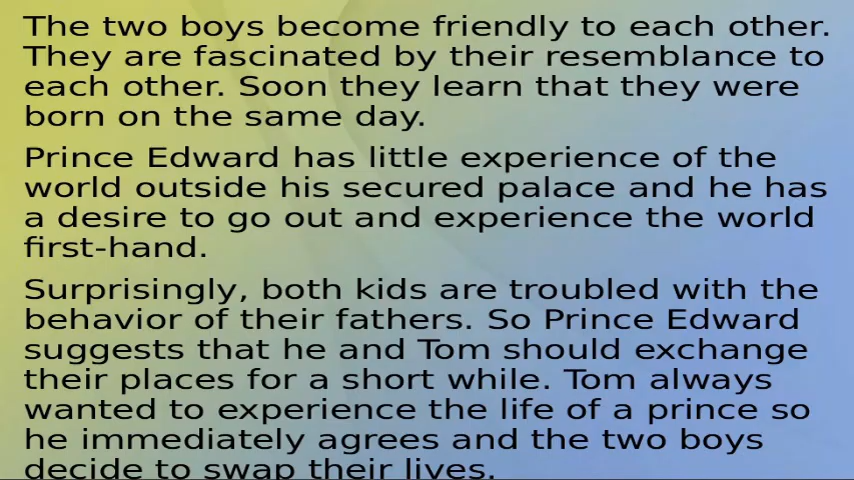 The two boys become friendly to each other.
They are fascinated by their resemblance to
each other. Soon they learn that they were
born on the same day.
Prince Edward has little experience of the
world outside his secured palace and he has
a desire to go out and experience the world
first-hand.
Surprisingly, both kids are troubled with the
behavior of their fathers. So Prince Edward
suggests that he and Tom should exchange
their places for a short while. Tom always
wanted to experience the life of a prince so
he immediately agrees and the two boys
decide to swap their lives.